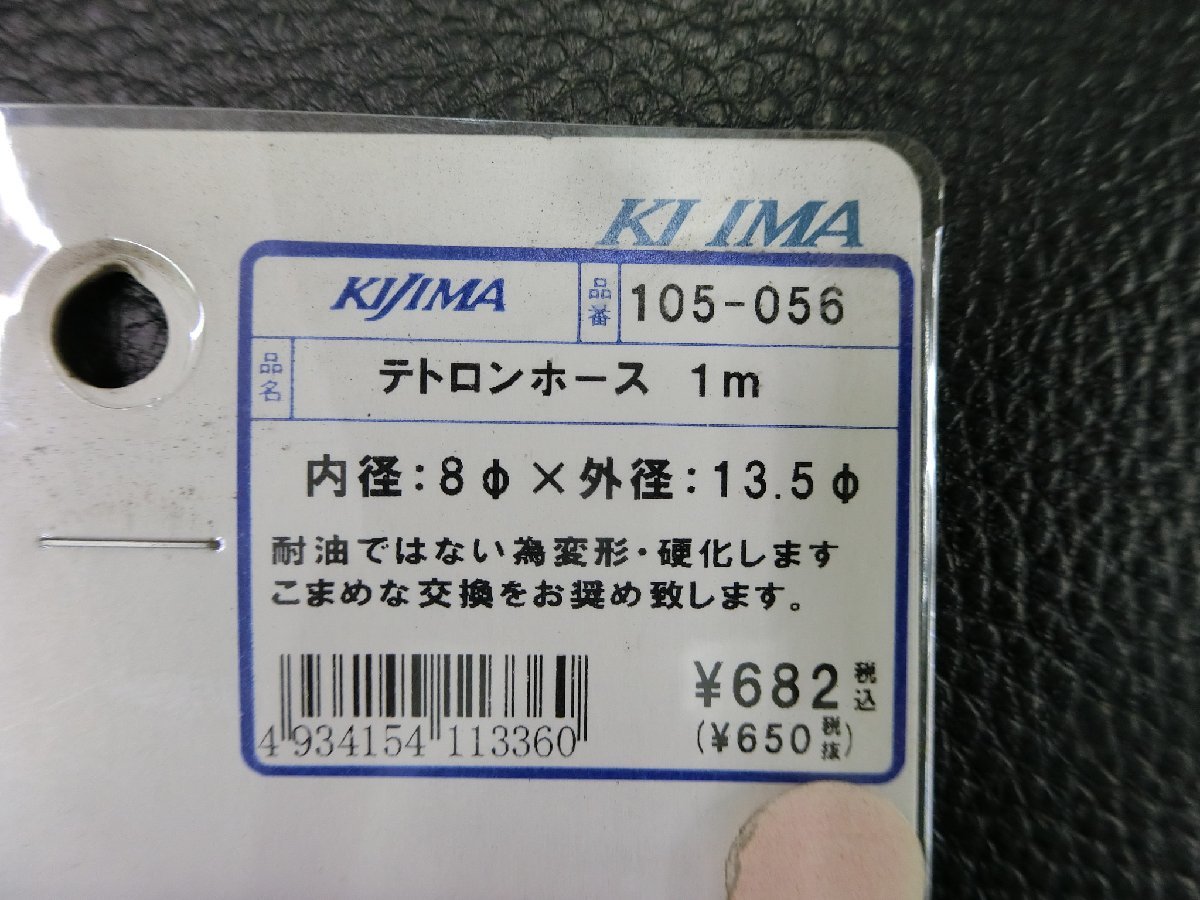 KIJIMA
KIJIMA 品番 105-056
品名 テトロンホース 1m
内径:8φ×外径:13.5φ
耐油ではない為変形・硬化します
こまめな交換をお奨め致します。
¥682 税込
(¥650 税抜)
4 934154 113360